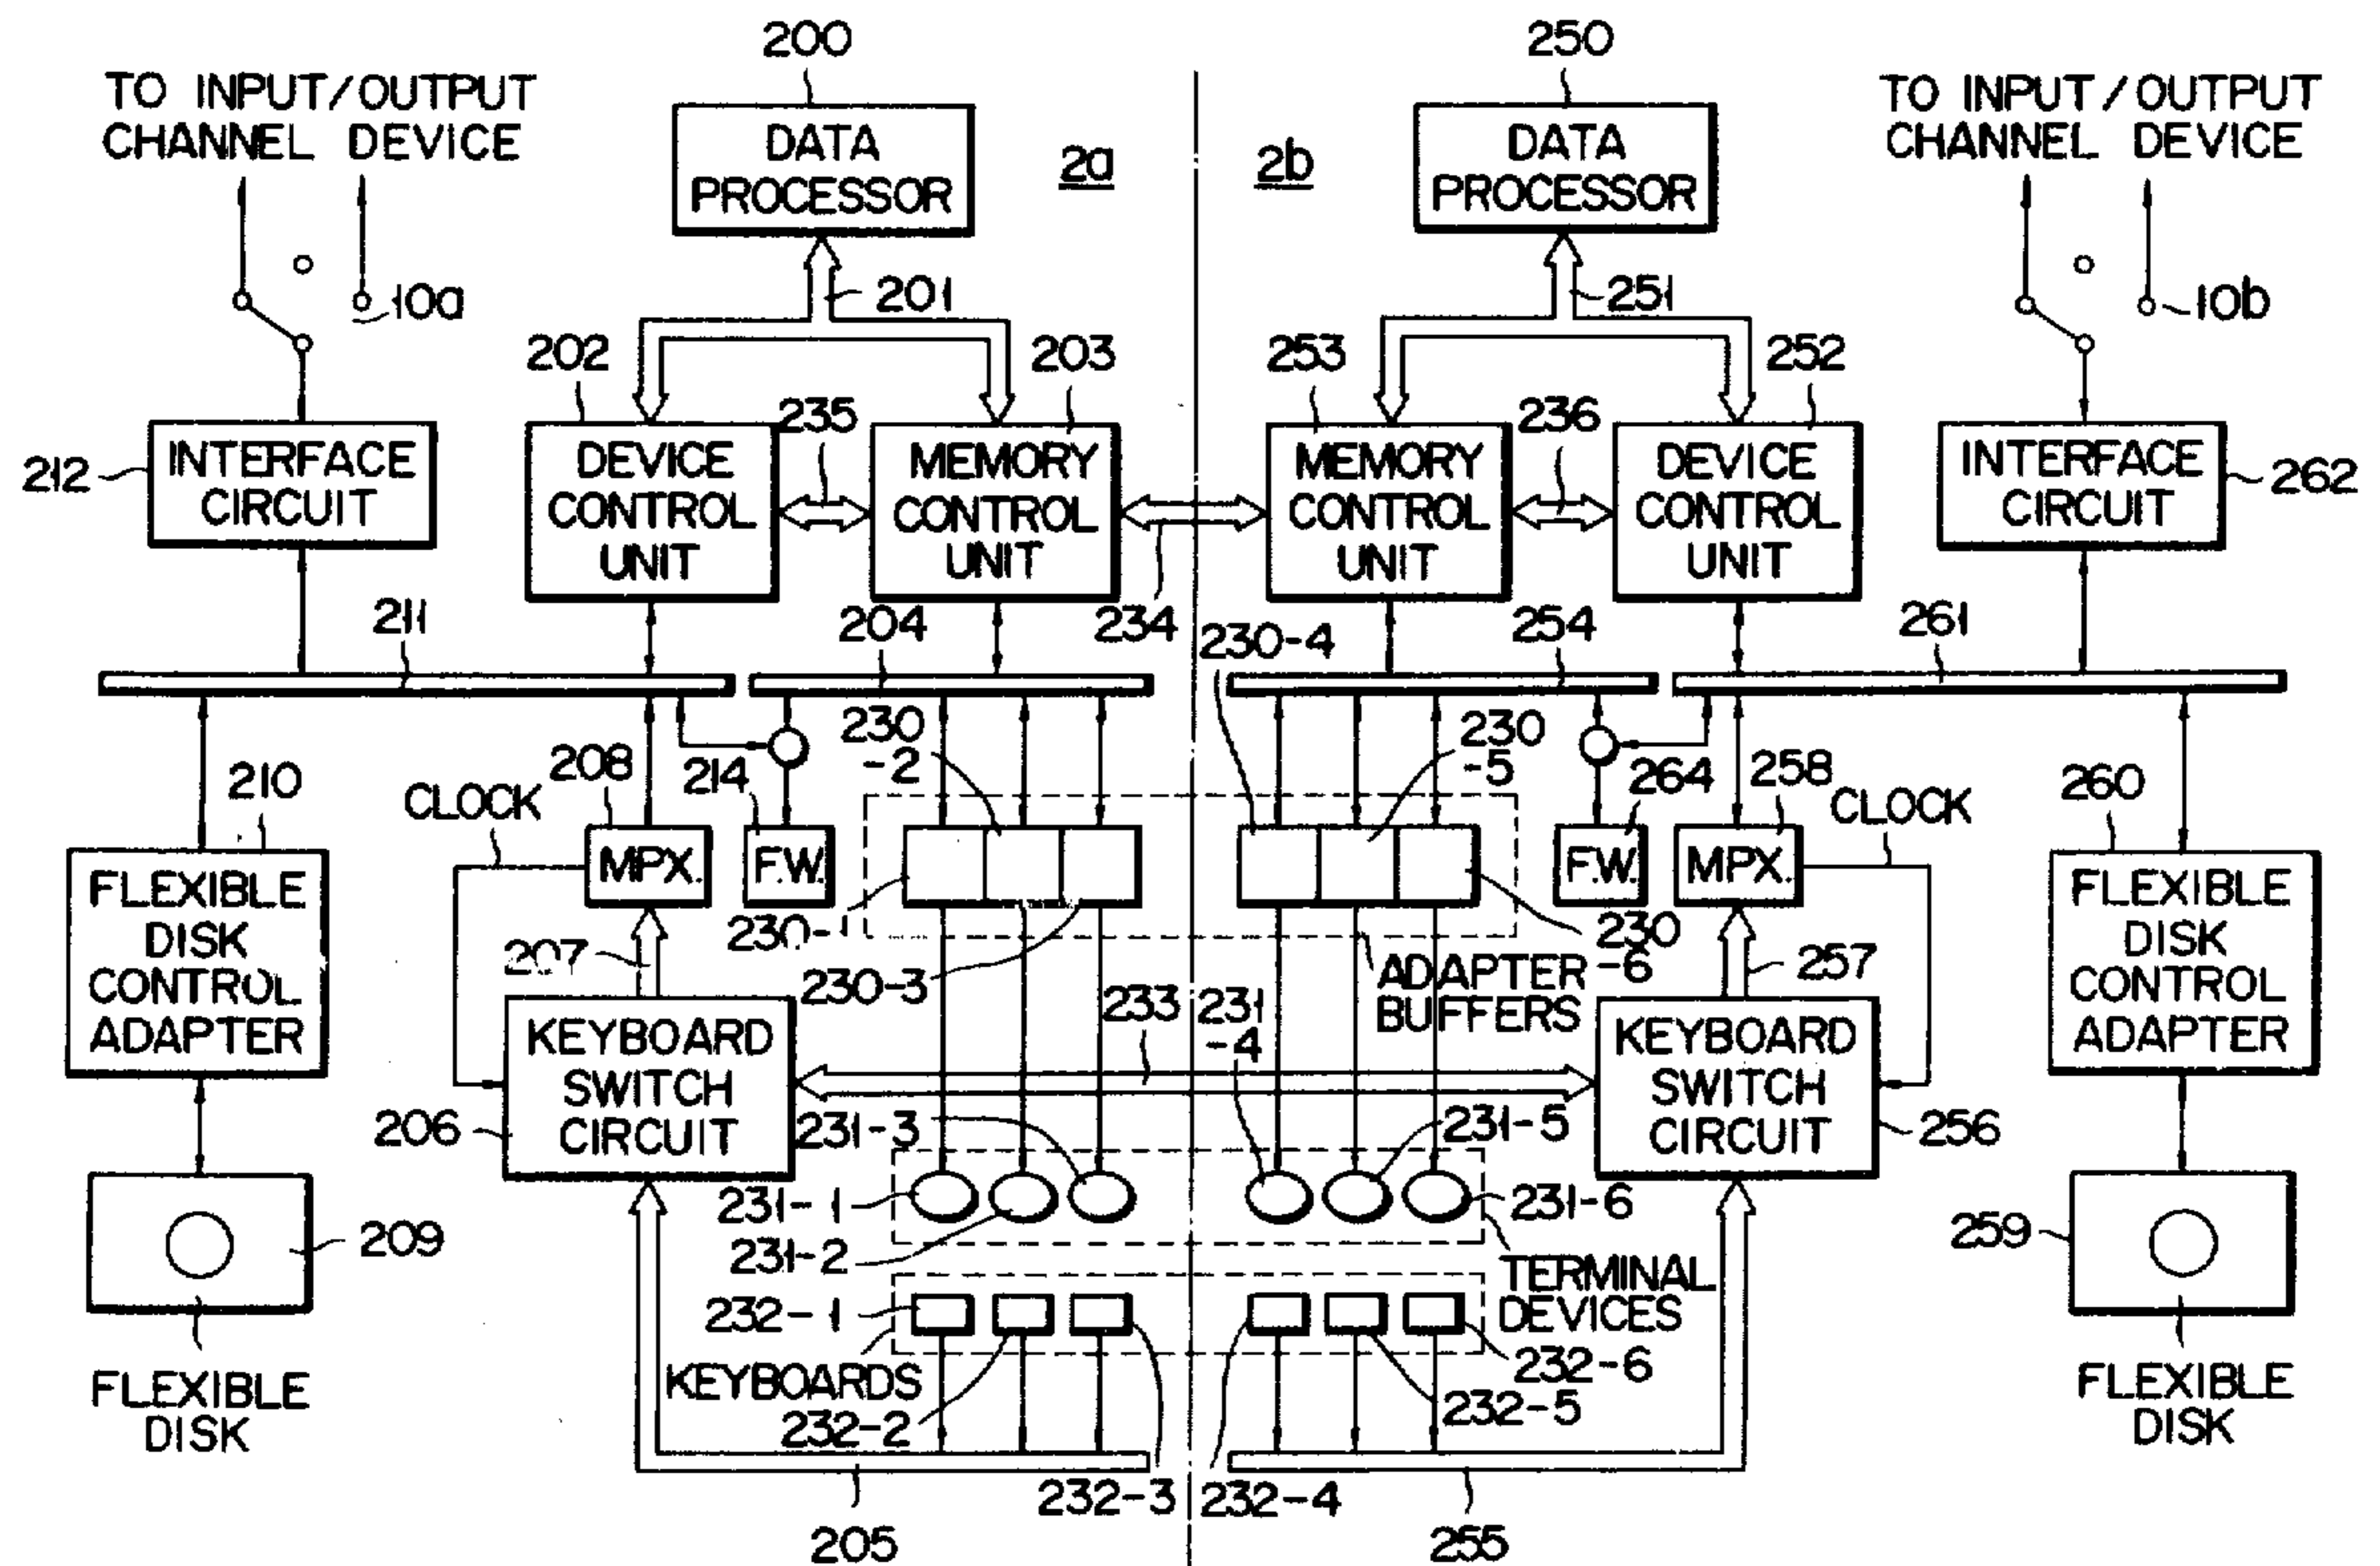 200
250
TO INPUT/OUTPUT
CHANNEL DEVICE
DATA
PROCESSOR
2a
2b
DATA
PROCESSOR
TO INPUT/OUTPUT
CHANNEL DEVICE
10a
201
251
10b
202
203
253
252
212
INTERFACE
CIRCUIT
DEVICE
CONTROL
UNIT
235
MEMORY
CONTROL
UNIT
234
MEMORY
CONTROL
UNIT
236
DEVICE
CONTROL
UNIT
INTERFACE
CIRCUIT
262
211
204
230-4
254
261
210
CLOCK
208
214
230
-2
230
-5
264
258
CLOCK
260
FLEXIBLE
DISK
CONTROL
ADAPTER
MPX.
F.W.
230-1
230-3
F.W.
MPX.
230
-6
ADAPTER
BUFFERS
FLEXIBLE
DISK
CONTROL
ADAPTER
207
257
206
KEYBOARD
SWITCH
CIRCUIT
233
231
-4
KEYBOARD
SWITCH
CIRCUIT
256
231-3
231-5
209
231-1
231-2
231-6
259
TERMINAL
DEVICES
232-1
KEYBOARDS
232-2
232-6
232-5
FLEXIBLE
DISK
FLEXIBLE
DISK
232-3
232-4
205
255